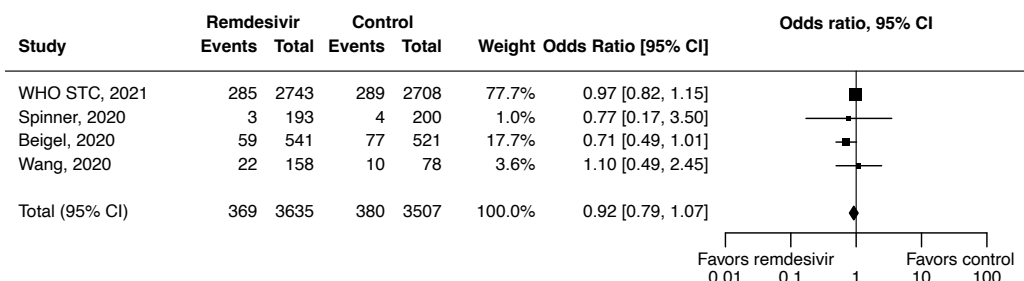 Remdesivir Control Odds ratio, 95% CI
Study Events Total Events Total Weight Odds Ratio [95% CI]
WHO STC, 2021 285 2743 289 2708 77.7% 0.97 [0.82, 1.15]
Spinner, 2020 3 193 4 200 1.0% 0.77 [0.17, 3.50]
Beigel, 2020 59 541 77 521 17.7% 0.71 [0.49, 1.01]
Wang, 2020 22 158 10 78 3.6% 1.10 [0.49, 2.45]
Total (95% CI) 369 3635 380 3507 100.0% 0.92 [0.79, 1.07]
Favors remdesivir Favors control
0.01 0.1 1 10 100